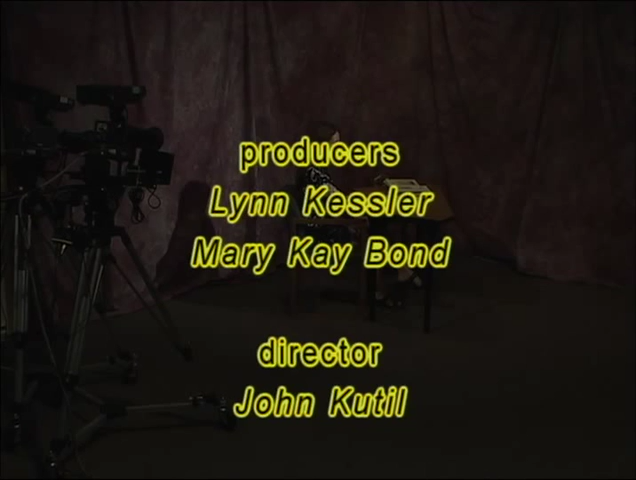 producers
Lynn Kessler
Mary Kay Bond
director
John Kutil